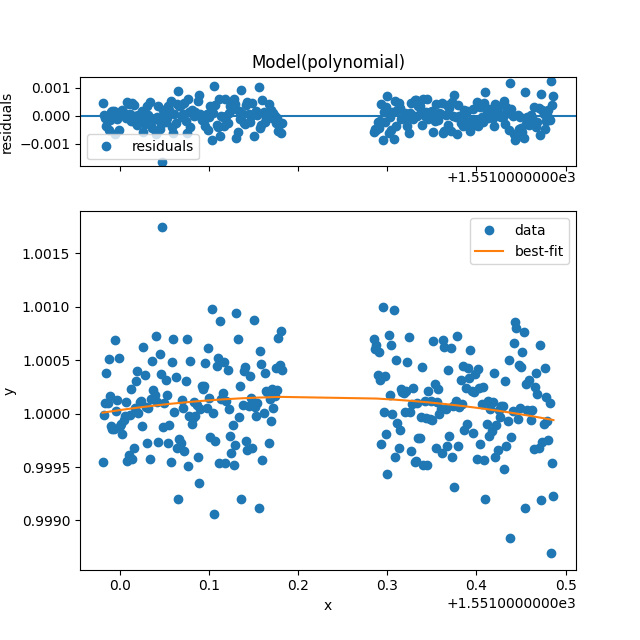 Model(polynomial)
0.001
0.000
−0.001
residuals
residuals
+1.5510000000e3
1.0015
1.0010
1.0005
1.0000
0.9995
0.9990
y
data
best-fit
0.0 0.1 0.2 0.3 0.4 0.5
x
+1.5510000000e3